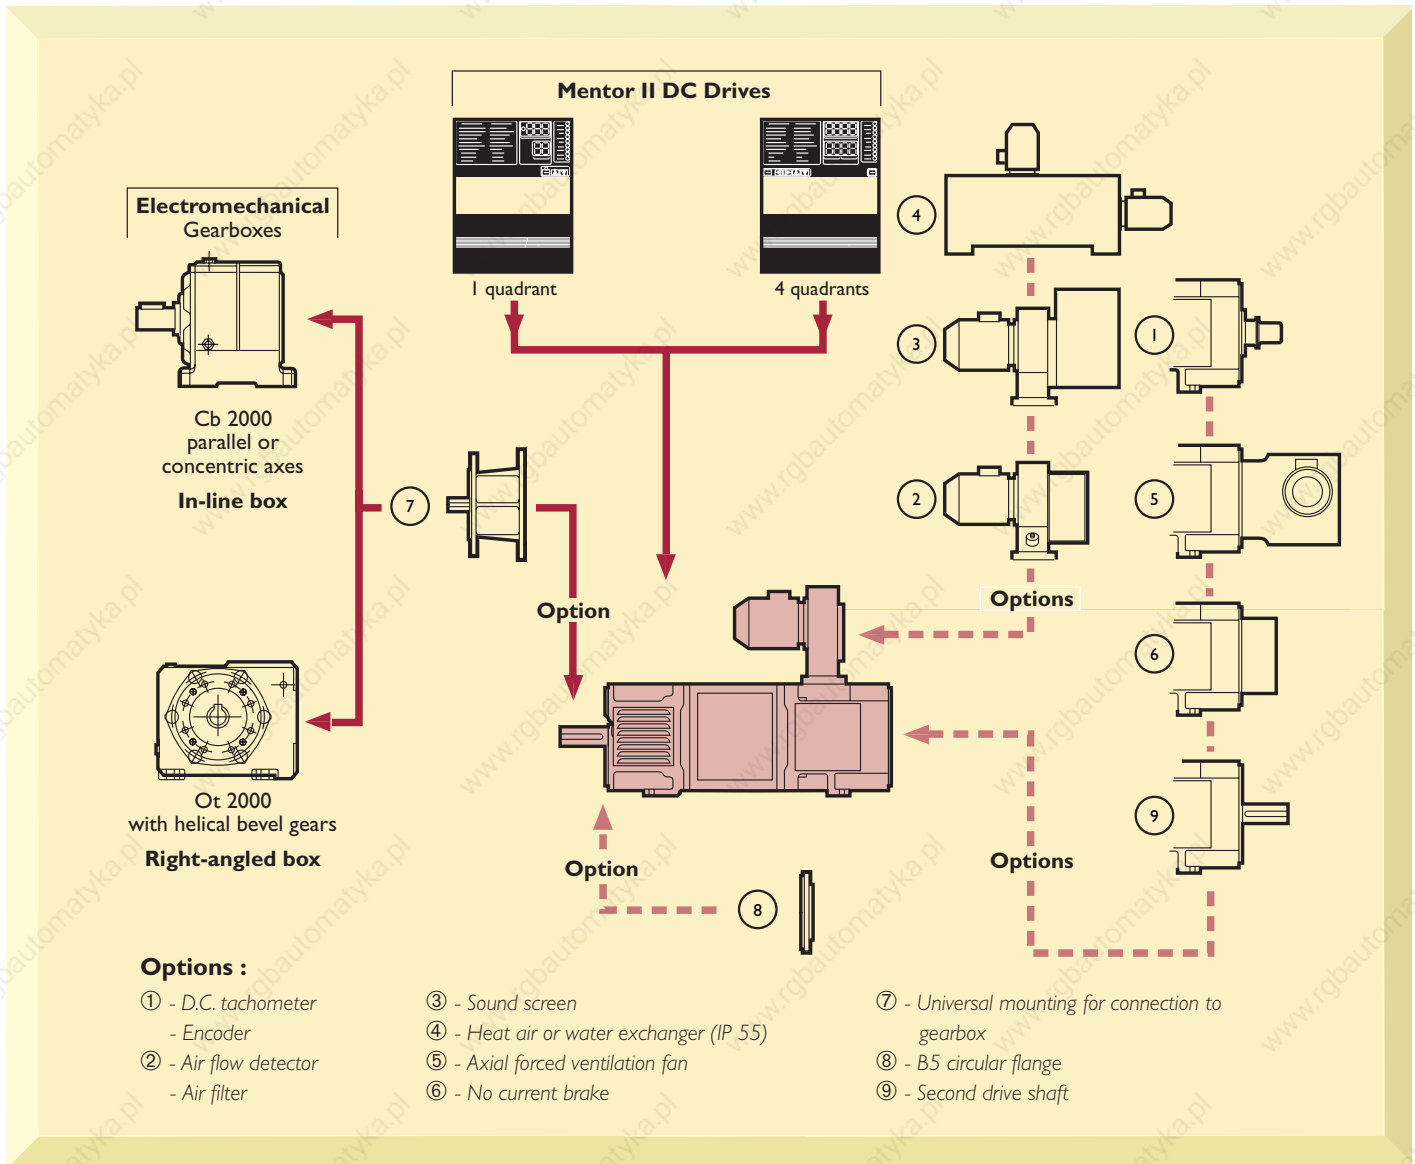 Mentor II DC Drives
1 quadrant
4 quadrants
Electromechanical
Gearboxes
Cb 2000
parallel or
concentric axes
In-line box
Ot 2000
with helical bevel gears
Right-angled box
7
Option
4
3
2
Options
1
5
6
9
Options
Option
8
Options :
① - D.C. tachometer
- Encoder
② - Air flow detector
- Air filter
③ - Sound screen
④ - Heat air or water exchanger (IP 55)
⑤ - Axial forced ventilation fan
⑥ - No current brake
⑦ - Universal mounting for connection to
gearbox
⑧ - B5 circular flange
⑨ - Second drive shaft
www.rgbautomatyka.pl